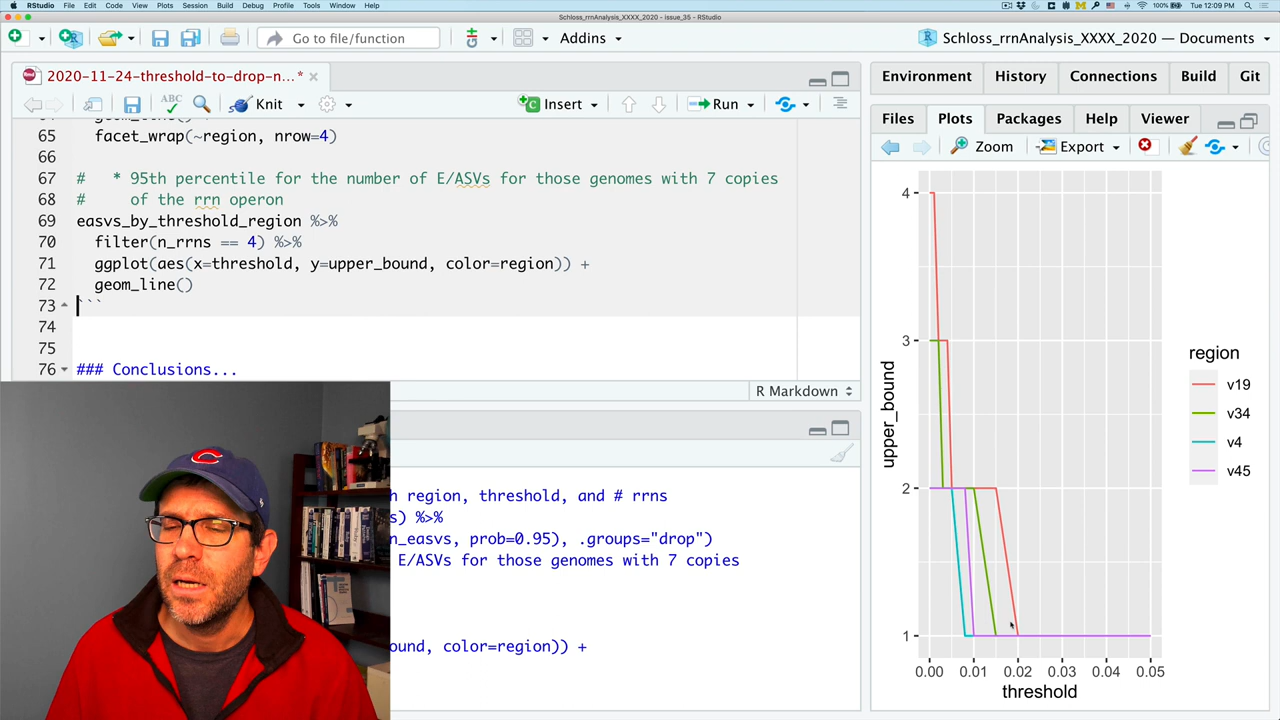 RStudio File Edit Code View Plots Session Build Debug Profile Tools Window Help
100% Tue 12:09 PM
Schloss_rrnAnalysis_XXXX_2020 - issue_35 - RStudio
Go to file/function Addins Schloss_rrnAnalysis_XXXX_2020 — Documents
2020-11-24-threshold-to-drop-n...*
ABC Knit Insert Run
65 facet_wrap(~region, nrow=4)
66
67 # * 95th percentile for the number of E/ASVs for those genomes with 7 copies
68 # of the rrn operon
69 easvs_by_threshold_region %>%
70 filter(n_rrns == 4) %>%
71 ggplot(aes(x=threshold, y=upper_bound, color=region)) +
72 geom_line()
73 ```
74
75
76 ### Conclusions...
R Markdown
region, threshold, and # rrns
%>%
prob=0.95), .groups="drop")
E/ASVs for those genomes with 7 copies
color=region)) +
Environment History Connections Build Git
Files Plots Packages Help Viewer
Zoom Export
4
3
2
1
upper_bound
0.00 0.01 0.02 0.03 0.04 0.05
threshold
region
v19
v34
v4
v45
C